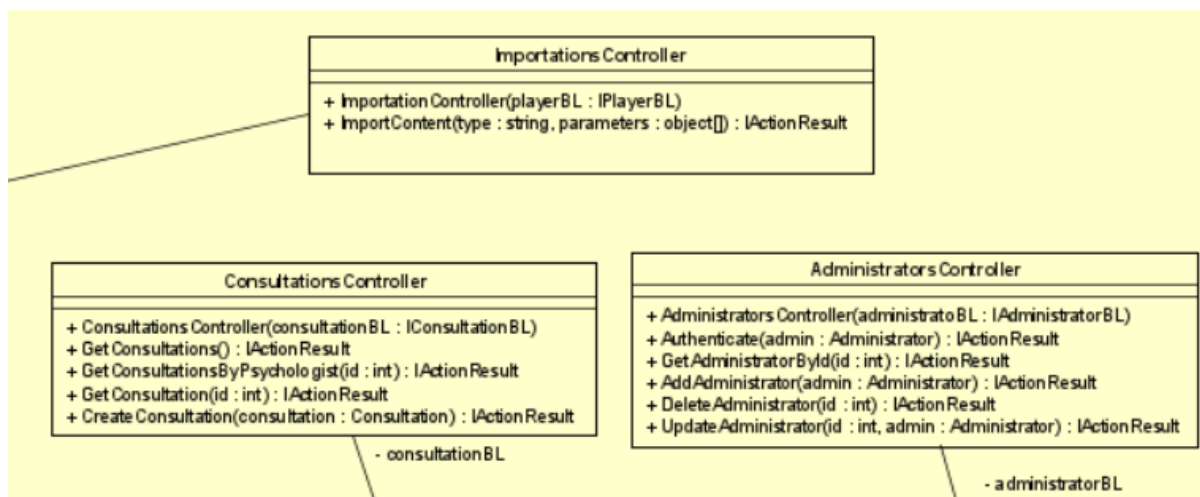 ImportationsController
+ ImportationController(playerBL : IPlayerBL)
+ ImportContent(type : string, parameters : object[]) : IActionResult
ConsultationsController
+ ConsultationsController(consultationBL : IConsultationBL)
+ GetConsultations() : IActionResult
+ GetConsultationsByPsychologist(id : int) : IActionResult
+ GetConsultation(id : int) : IActionResult
+ CreateConsultation(consultation : Consultation) : IActionResult
- consultationBL
AdministratorsController
+ AdministratorsController(administratoBL : IAdministratorBL)
+ Authenticate(admin : Administrator) : IActionResult
+ GetAdministratorById(id : int) : IActionResult
+ AddAdministrator(admin : Administrator) : IActionResult
+ DeleteAdministrator(id : int) : IActionResult
+ UpdateAdministrator(id : int, admin : Administrator) : IActionResult
- administratorBL